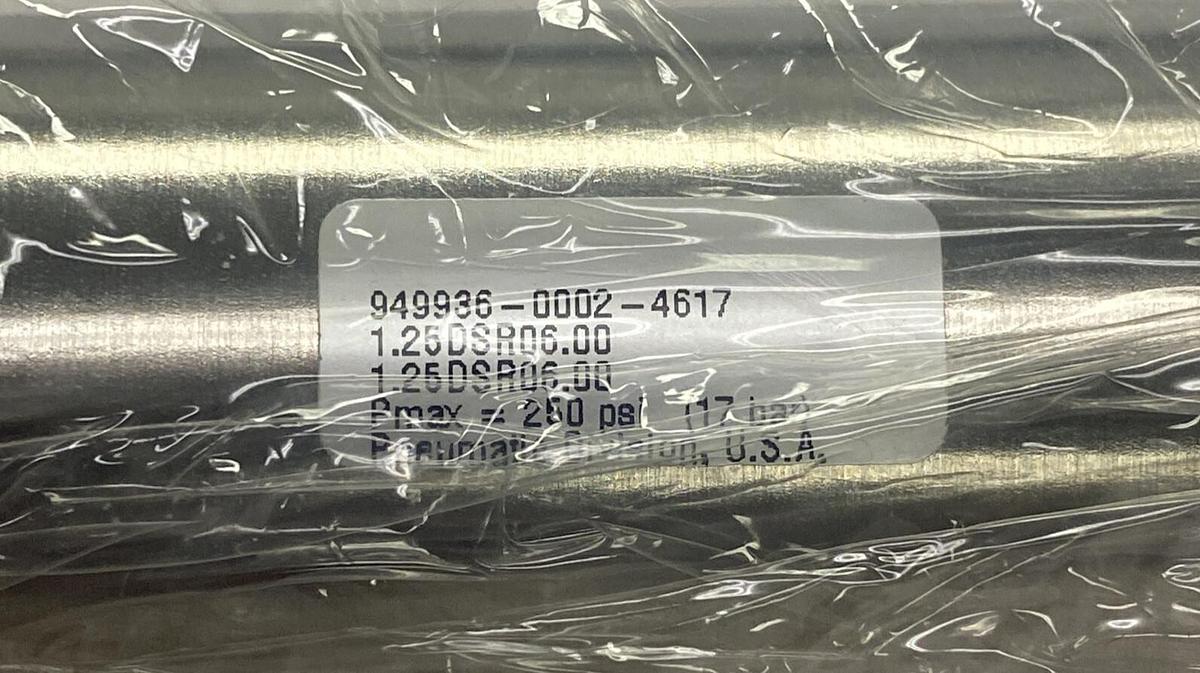 949936-0002-4617
1.25DSR06.00
1.25DSR06.00
Pmax = 250 psi (17 bar)
Pneumatic Division, U.S.A.